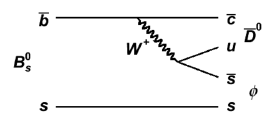 b̅ c̅
W⁺ u D̅⁰
B⁰ₛ s̅
ϕ
s s